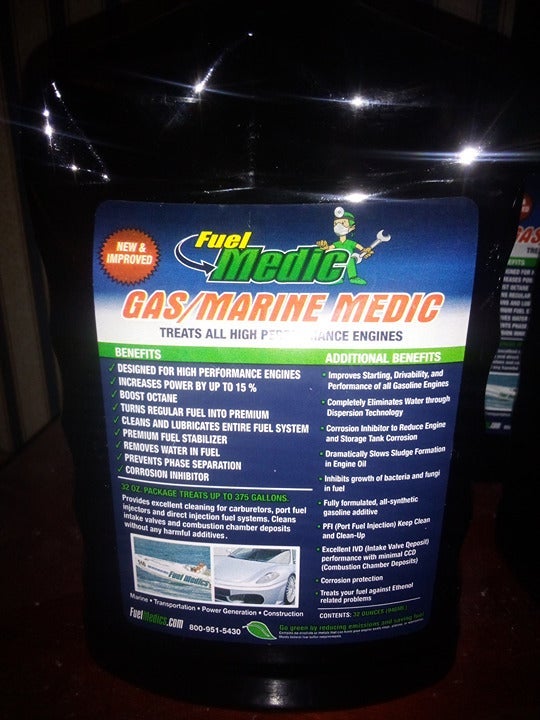 NEW &
IMPROVED
Fuel
Medic
GAS/MARINE MEDIC
TREATS ALL HIGH PERFORMANCE ENGINES
BENEFITS
DESIGNED FOR HIGH PERFORMANCE ENGINES
INCREASES POWER BY UP TO 15 %
BOOST OCTANE
TURNS REGULAR FUEL INTO PREMIUM
CLEANS AND LUBRICATES ENTIRE FUEL SYSTEM
PREMIUM FUEL STABILIZER
REMOVES WATER IN FUEL
PREVENTS PHASE SEPARATION
CORROSION INHIBITOR
32 OZ. PACKAGE TREATS UP TO 375 GALLONS.
Provides excellent cleaning for carburetors, port fuel
injectors and direct injection fuel systems. Cleans
intake valves and combustion chamber deposits
without any harmful additives.
Fuel Medics
Marine • Transportation • Power Generation • Construction
FuelMedics.com 800-951-5430
ADDITIONAL BENEFITS
• Improves Starting, Drivability, and
Performance of all Gasoline Engines
• Completely Eliminates Water through
Dispersion Technology
• Corrosion Inhibitor to Reduce Engine
and Storage Tank Corrosion
• Dramatically Slows Sludge Formation
in Engine Oil
• Inhibits growth of bacteria and fungi
in fuel
• Fully formulated, all-synthetic
gasoline additive
• PFI (Port Fuel Injection) Keep Clean
and Clean-Up
• Excellent IVD (Intake Valve Deposit)
performance with minimal CCD
(Combustion Chamber Deposits)
• Corrosion protection
• Treats your fuel against Ethenol
related problems
CONTENTS: 32 OUNCES (946ML)
Go green by reducing emissions and saving fuel